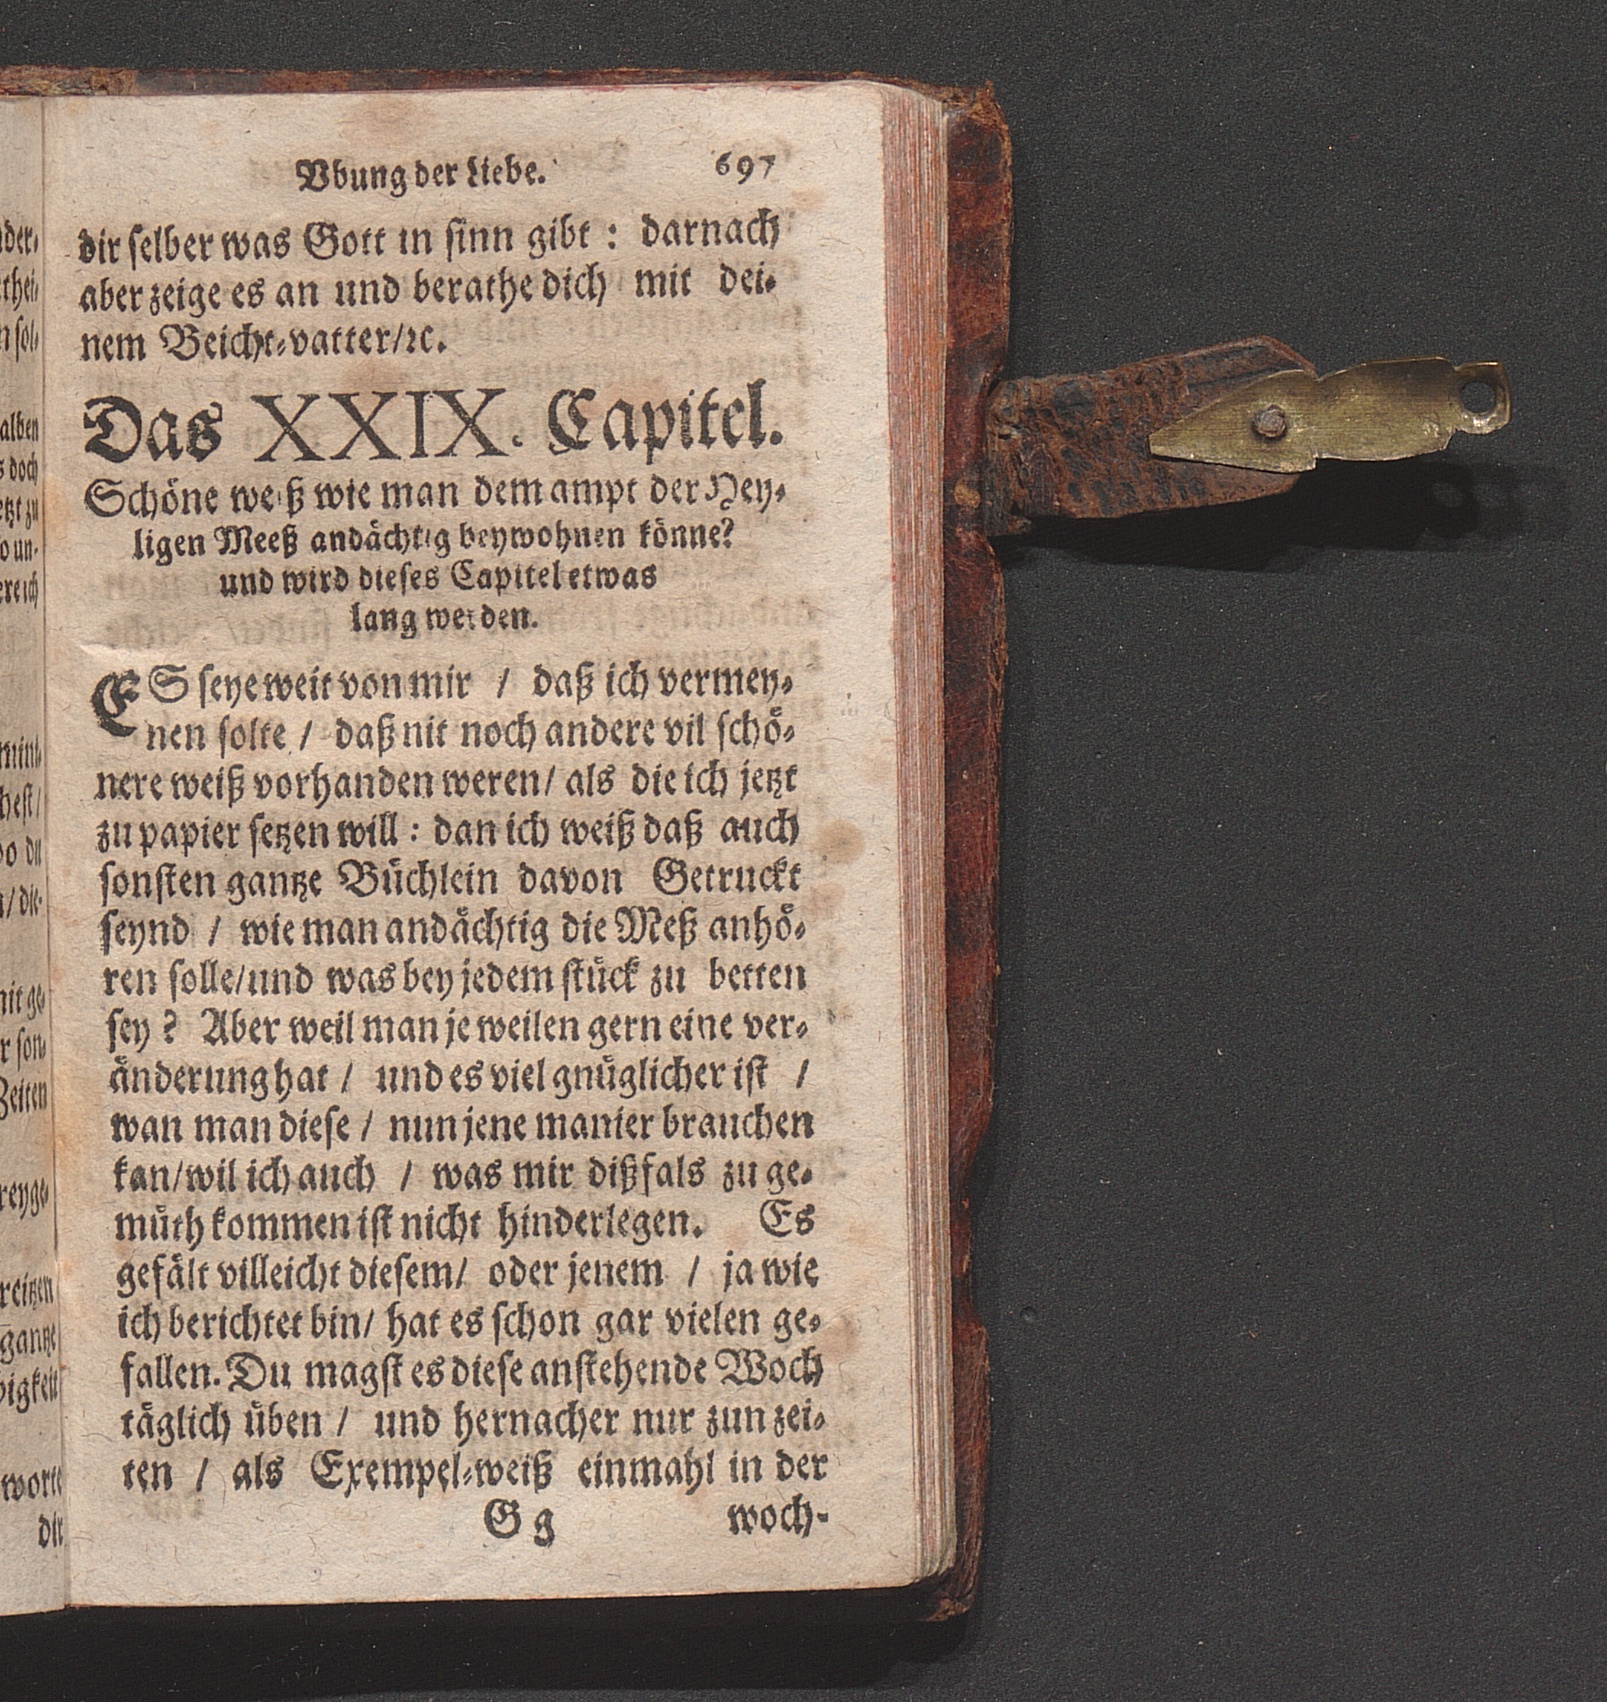 Vbung der Liebe. 697
dir selber was Gott in sinn gibt : darnach
aber zeige es an und berathe dich mit dei⸗
nem Beicht⸗vatter/ꝛc.
Das XXIX. Capitel.
Schöne weiß wie man dem ampt der Hey⸗
ligen Meeß andächtig beywohnen könne?
und wird dieses Capitel etwas
lang werden.
ES seye weit von mir / daß ich vermey⸗
nen solte / daß nit noch andere vil schö⸗
nere weiß vorhanden weren/ als die ich jetzt
zu papier setzen will : dan ich weiß daß auch
sonsten gantze Büchlein davon Getruckt
seynd / wie man andächtig die Meß anhö⸗
ren solle/und was bey jedem stück zu betten
sey ? Aber weil man je weilen gern eine ver⸗
änderung hat / und es viel gnüglicher ist /
wan man diese / nun jene manier brauchen
kan/wil ich auch / was mir dißfals zu ge⸗
müth kommen ist nicht hinderlegen. Es
gefält villeicht diesem/ oder jenem / ja wie
ich berichtet bin/ hat es schon gar vielen ge⸗
fallen. Du magst es diese anstehende Woch
täglich üben / und hernacher nur zun zei⸗
ten / als Exempel⸗weiß einmahl in der
G g woch-